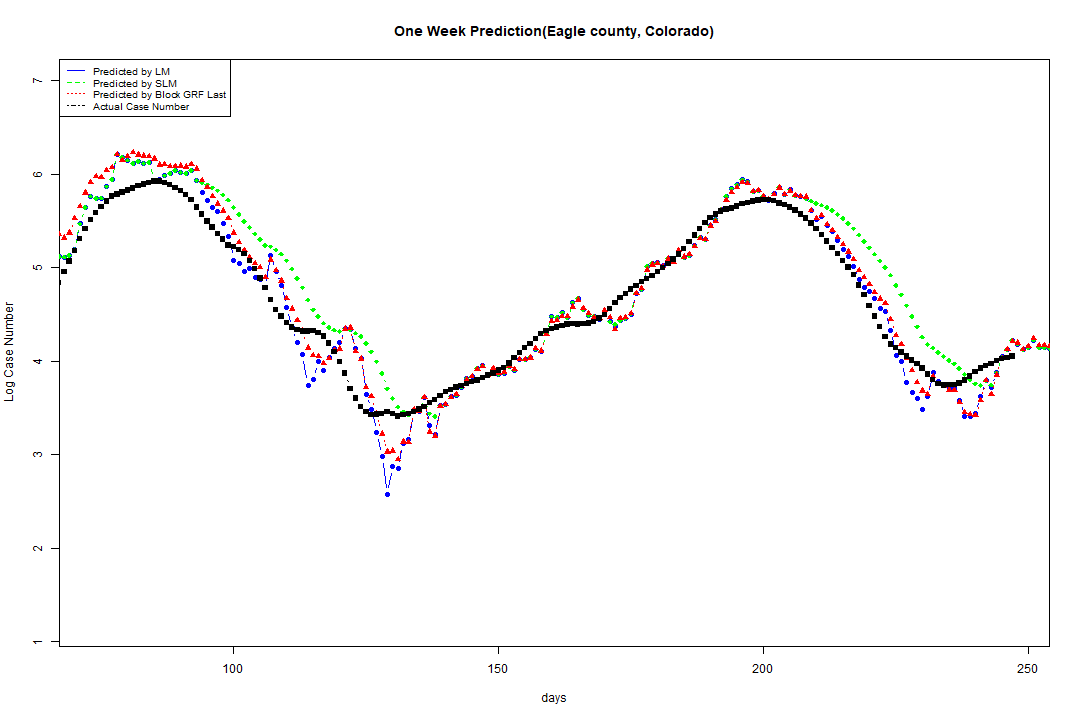 One Week Prediction(Eagle county, Colorado)
Predicted by LM
Predicted by SLM
Predicted by Block GRF Last
Actual Case Number
7
6
5
4
3
2
1
Log Case Number
100 150 200 250
days